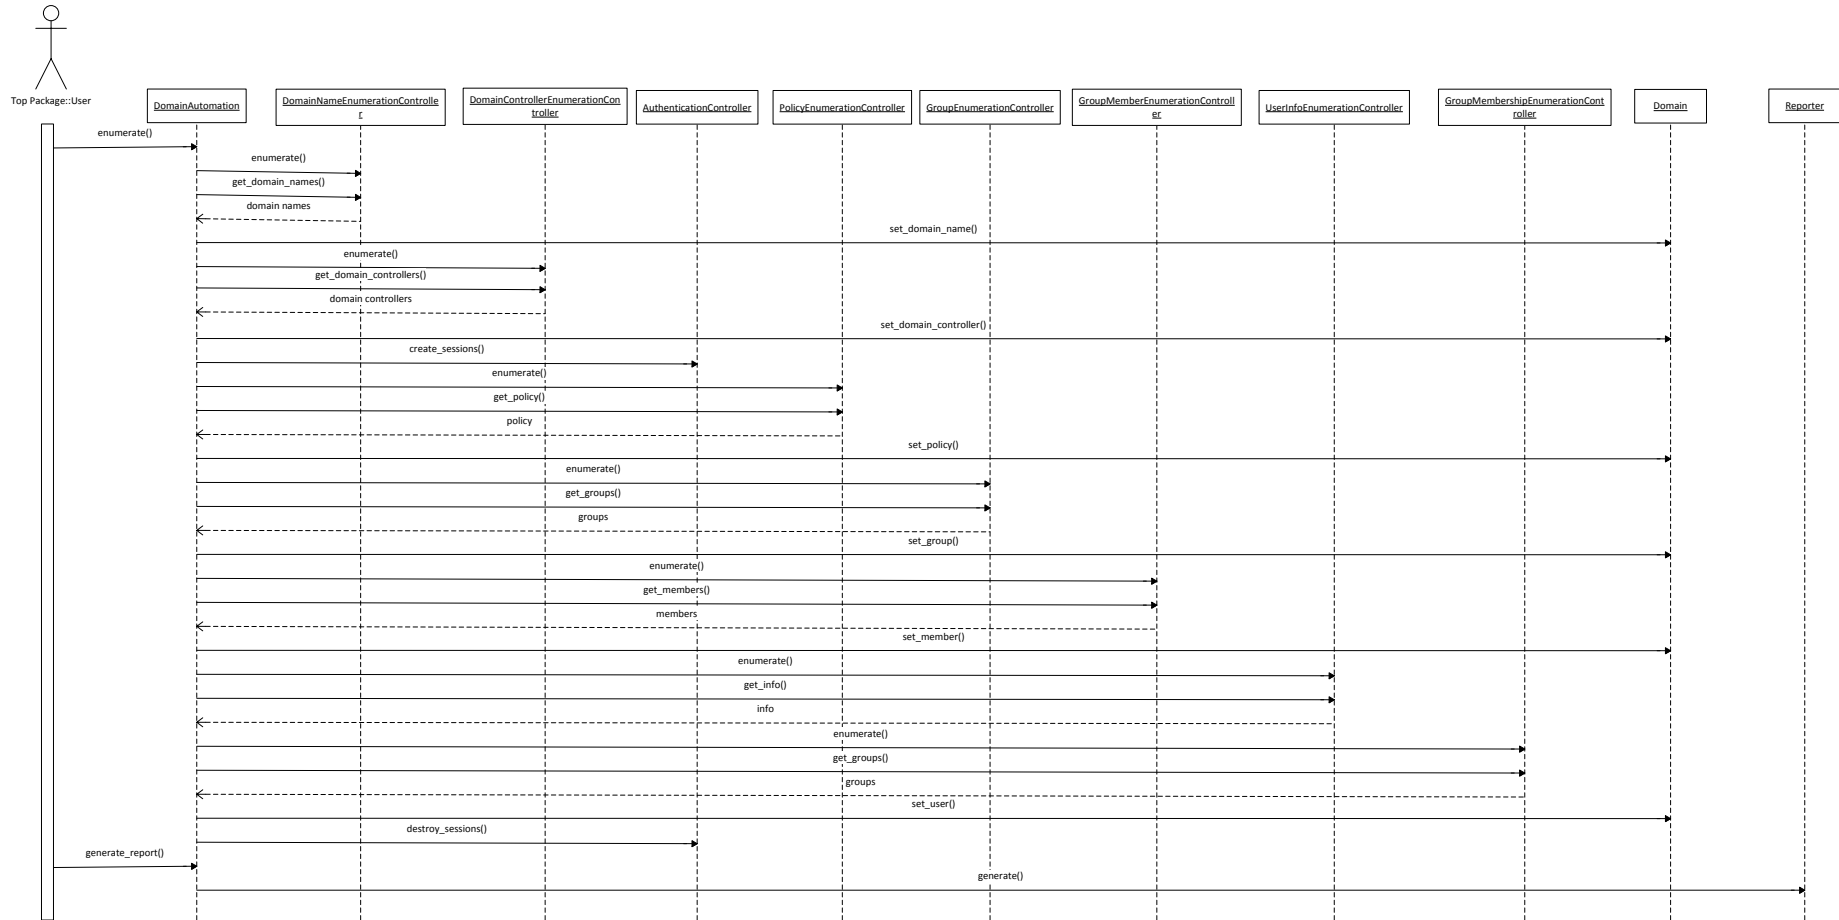 Top Package::User
DomainAutomation
DomainNameEnumerationControlle
r
DomainControllerEnumerationCon
troller
AuthenticationController
PolicyEnumerationController
GroupEnumerationController
GroupMemberEnumerationControll
er
UserInfoEnumerationController
GroupMembershipEnumerationCont
roller
Domain
Reporter
enumerate()
enumerate()
get_domain_names()
domain names
set_domain_name()
enumerate()
get_domain_controllers()
domain controllers
set_domain_controller()
create_sessions()
enumerate()
get_policy()
policy
set_policy()
enumerate()
get_groups()
groups
set_group()
enumerate()
get_members()
members
set_member()
enumerate()
get_info()
info
enumerate()
get_groups()
groups
set_user()
destroy_sessions()
generate_report()
generate()